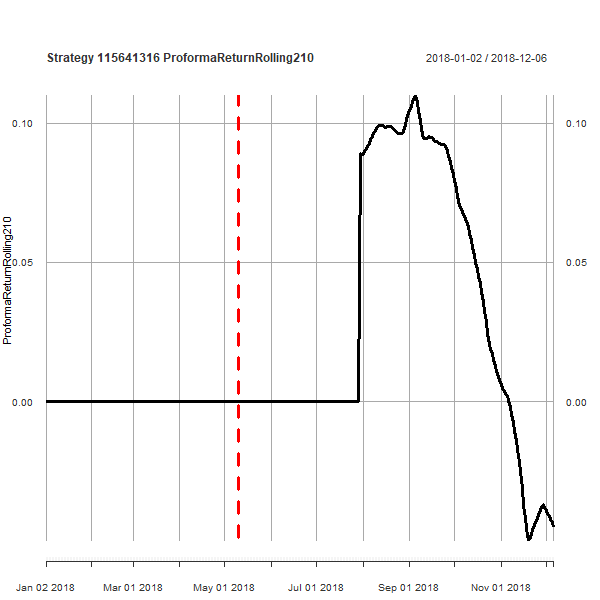 Strategy 115641316 ProformaReturnRolling210
2018-01-02 / 2018-12-06
0.10
0.10
ProformaReturnRolling210
0.05
0.05
0.00
0.00
Jan 02 2018
Mar 01 2018
May 01 2018
Jul 01 2018
Sep 01 2018
Nov 01 2018